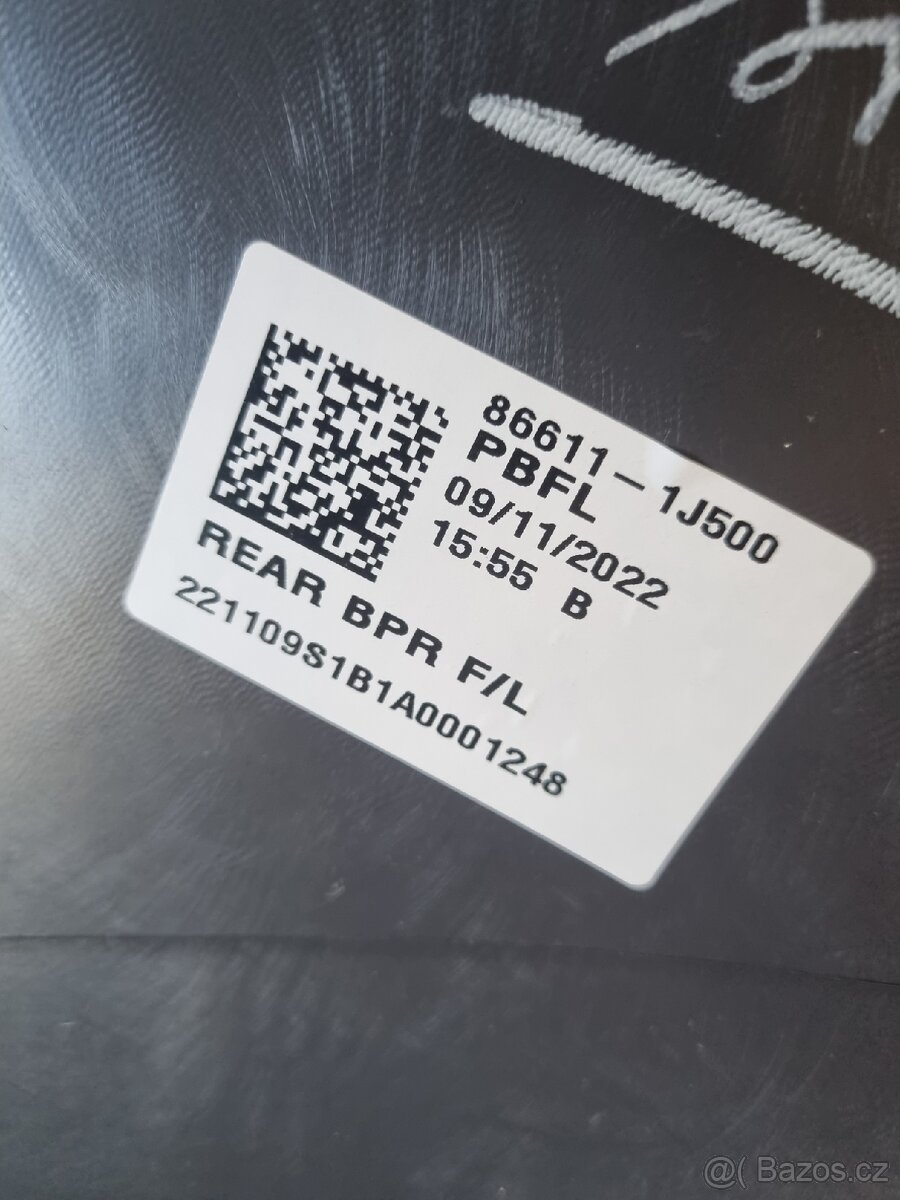 86611-1J500
PBFL
09/11/2022
15:55 B
REAR BPR F/L
221109S1B1A0001248
@( Bazos.cz